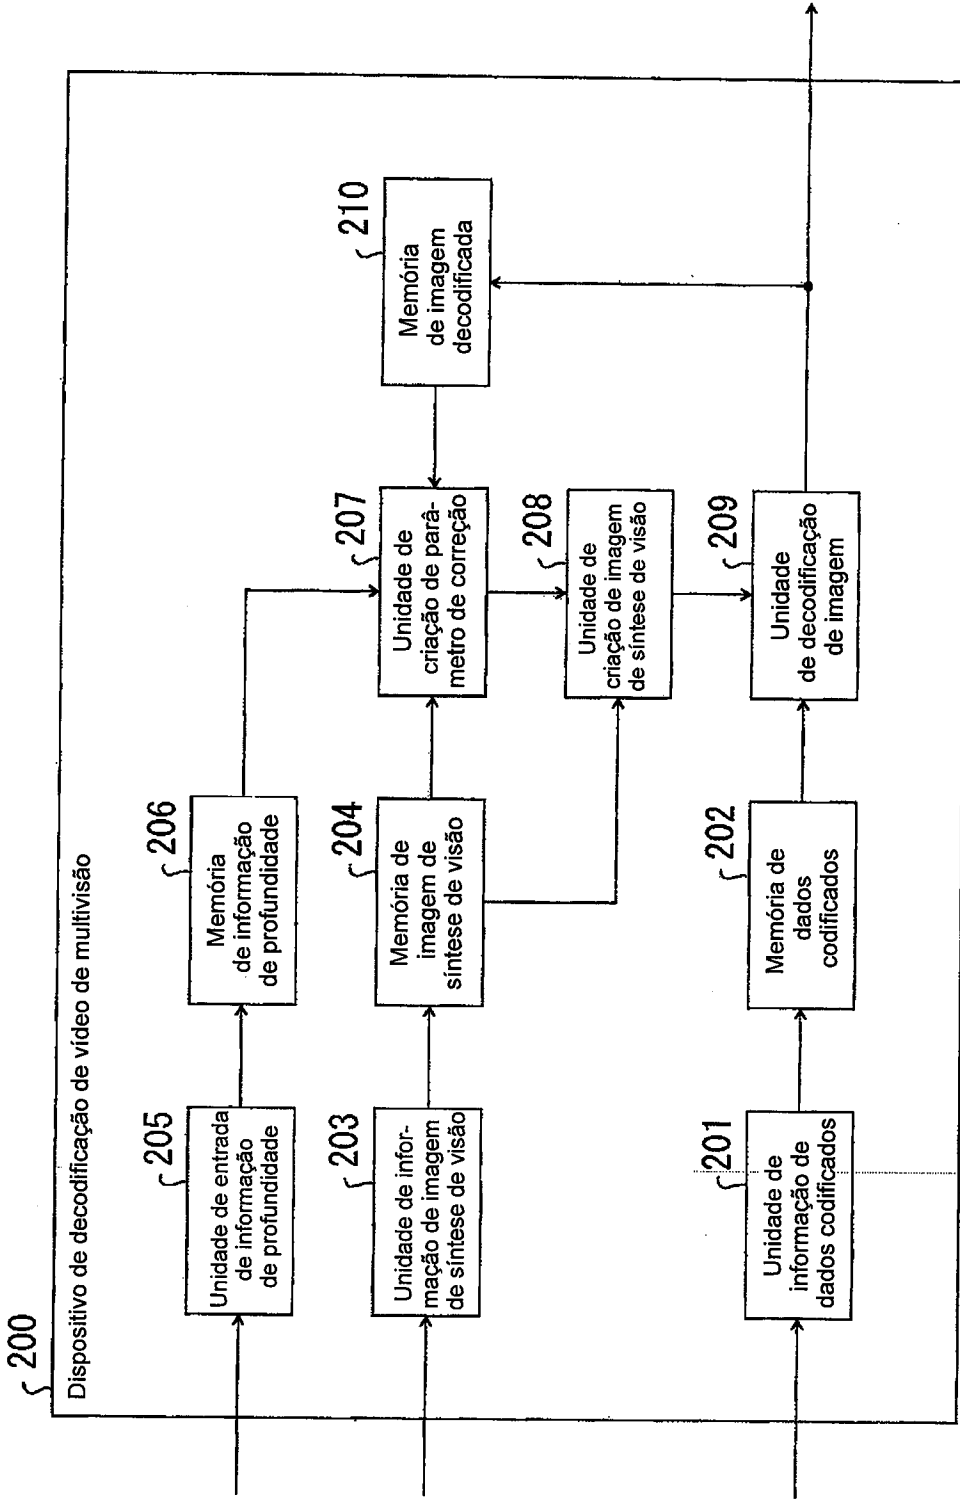 200
Dispositivo de decodificação de vídeo de multivisão
205
Unidade de entrada
de informação
de profundidade
206
Memória
de informação
de profundidade
203
Unidade de infor-
mação de imagem
de síntese de visão
204
Memória de
imagem de
síntese de visão
207
Unidade de
criação de parâ-
metro de correção
210
Memória
de imagem
decodificada
208
Unidade de
criação de imagem
de síntese de visão
201
Unidade de
informação de
dados codificados
202
Memória de
dados
codificados
209
Unidade
de decodificação
de imagem